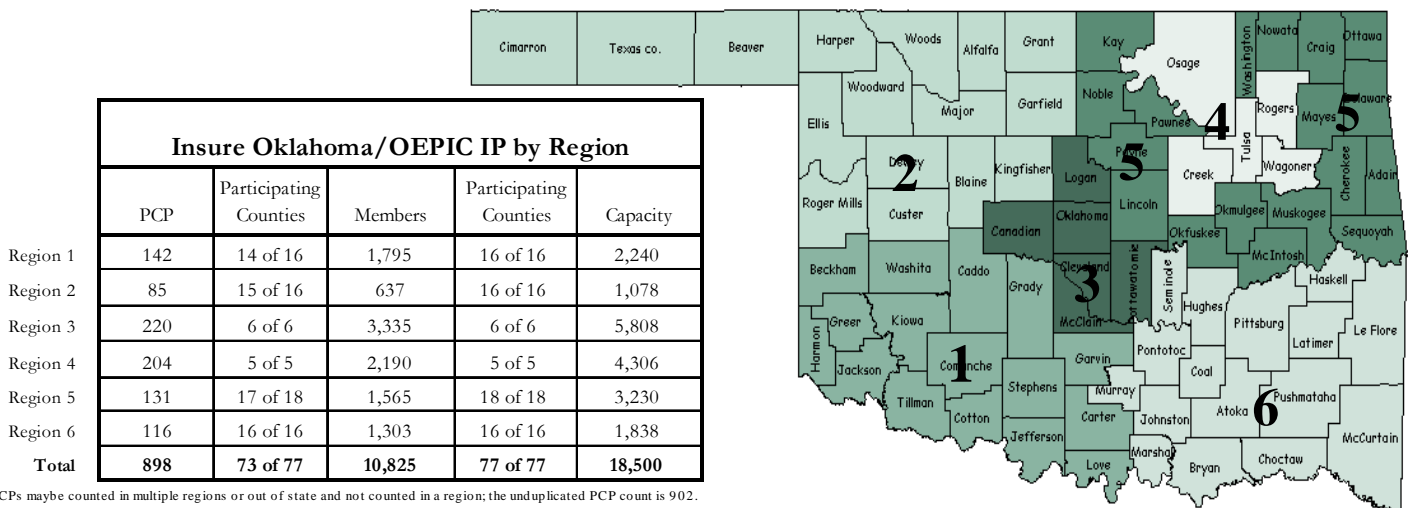 Insure Oklahoma/OEPIC IP by Region
PCP Participating Counties Members Participating Counties Capacity
Region 1 142 14 of 16 1,795 16 of 16 2,240
Region 2 85 15 of 16 637 16 of 16 1,078
Region 3 220 6 of 6 3,335 6 of 6 5,808
Region 4 204 5 of 5 2,190 5 of 5 4,306
Region 5 131 17 of 18 1,565 18 of 18 3,230
Region 6 116 16 of 16 1,303 16 of 16 1,838
Total 898 73 of 77 10,825 77 of 77 18,500
CPs maybe counted in multiple regions or out of state and not counted in a region; the unduplicated PCP count is 902.
Cimarron
Texas co.
Beaver
Harper
Woods
Alfalfa
Grant
Kay
Osage
Washington
Nowata
Craig
Ottawa
Woodward
Major
Garfield
Noble
Pawnee
4
Rogers
Mayes
5
Delaware
Ellis
Dewey
2
Blaine
Kingfisher
Logan
Payne
5
Creek
Tulsa
Wagoner
Cherokee
Adair
Roger Mills
Custer
Canadian
Oklahoma
Lincoln
Okfuskee
Okmulgee
Muskogee
Sequoyah
McIntosh
Beckham
Washita
Caddo
Grady
Cleveland
3
McClain
Pottawatomie
Seminole
Hughes
Haskell
Pittsburg
Latimer
Le Flore
Harmon
Greer
Kiowa
Jackson
Comanche
1
Tillman
Cotton
Stephens
Jefferson
Garvin
Murray
Carter
Love
Pontotoc
Coal
Johnston
Atoka
6
Pushmataha
McCurtain
Marshal
Bryan
Choctaw